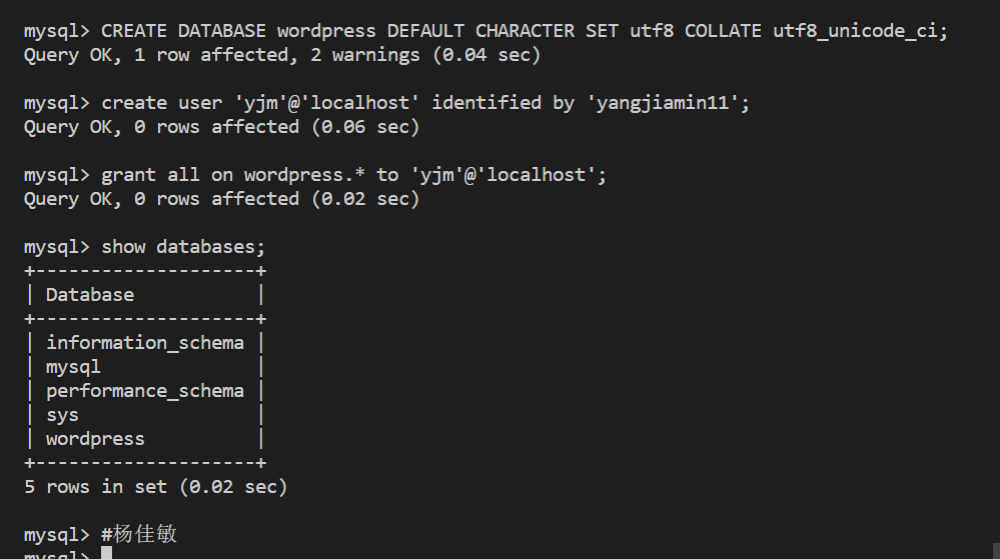 mysql> CREATE DATABASE wordpress DEFAULT CHARACTER SET utf8 COLLATE utf8_unicode_ci;
Query OK, 1 row affected, 2 warnings (0.04 sec)
mysql> create user 'yjm'@'localhost' identified by 'yangjiamin11';
Query OK, 0 rows affected (0.06 sec)
mysql> grant all on wordpress.* to 'yjm'@'localhost';
Query OK, 0 rows affected (0.02 sec)
mysql> show databases;
+--------------------+
| Database           |
+--------------------+
| information_schema |
| mysql              |
| performance_schema |
| sys                |
| wordpress          |
+--------------------+
5 rows in set (0.02 sec)
mysql> #杨佳敏
mysql>